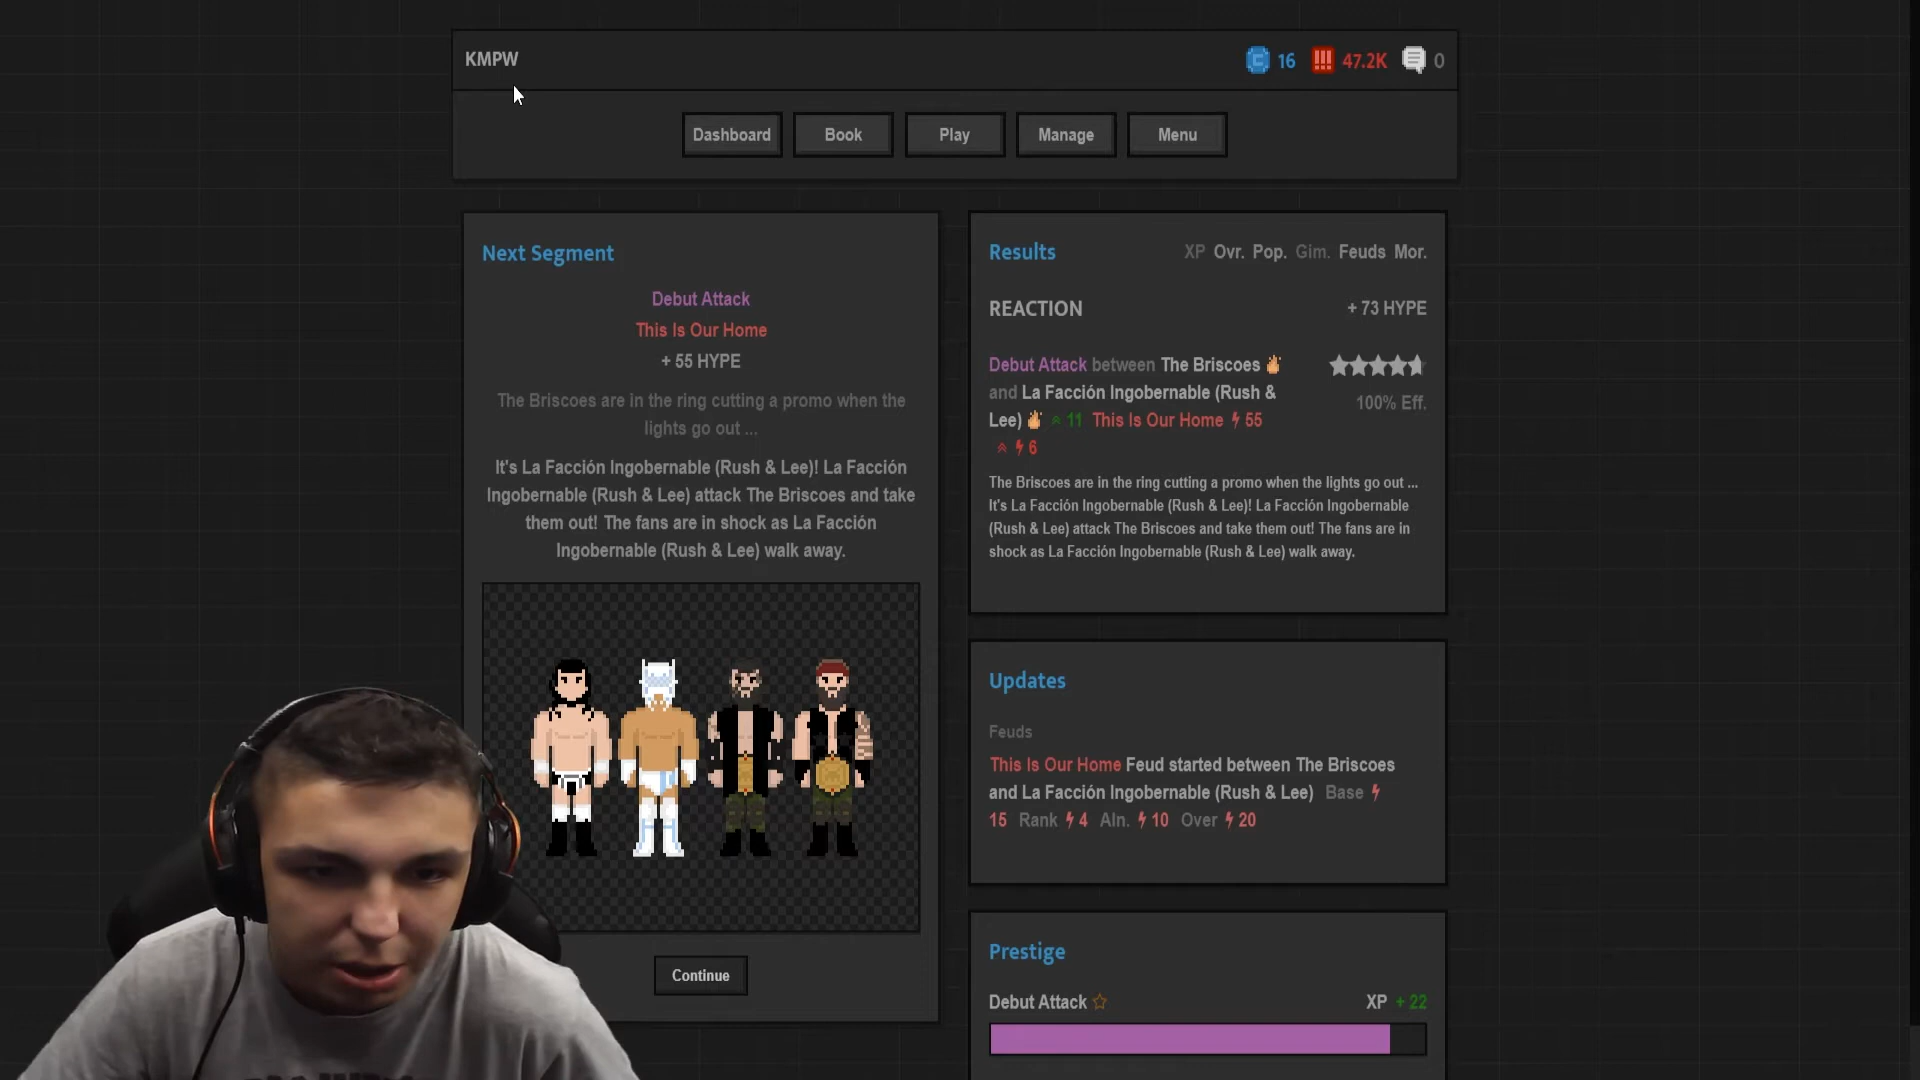 KMPW
16 47.2K 0
Dashboard Book Play Manage Menu
Next Segment
Debut Attack
This Is Our Home
+ 55 HYPE
The Briscoes are in the ring cutting a promo when the
lights go out ...
It's La Facción Ingobernable (Rush & Lee)! La Facción
Ingobernable (Rush & Lee) attack The Briscoes and take
them out! The fans are in shock as La Facción
Ingobernable (Rush & Lee) walk away.
Continue
Results XP Ovr. Pop. Gim. Feuds Mor.
REACTION + 73 HYPE
Debut Attack between The Briscoes
and La Facción Ingobernable (Rush &
Lee) 11 This Is Our Home 55
6
100% Eff.
The Briscoes are in the ring cutting a promo when the lights go out ...
It's La Facción Ingobernable (Rush & Lee)! La Facción Ingobernable
(Rush & Lee) attack The Briscoes and take them out! The fans are in
shock as La Facción Ingobernable (Rush & Lee) walk away.
Updates
Feuds
This Is Our Home Feud started between The Briscoes
and La Facción Ingobernable (Rush & Lee) Base
15 Rank 4 Aln. 10 Over 20
Prestige
Debut Attack XP + 22